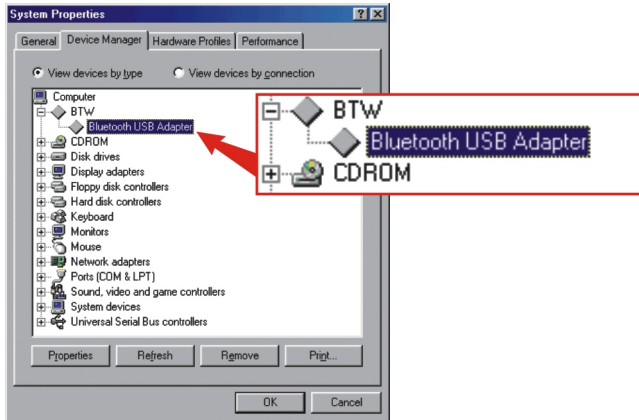 System Properties
General Device Manager Hardware Profiles Performance
View devices by type View devices by connection
Computer
BTW
Bluetooth USB Adapter
CDROM
Disk drives
Display adapters
Floppy disk controllers
Hard disk controllers
Keyboard
Monitors
Mouse
Network adapters
Ports (COM & LPT)
Sound, video and game controllers
System devices
Universal Serial Bus controllers
BTW
Bluetooth USB Adapter
CDROM
Properties Refresh Remove Print...
OK Cancel